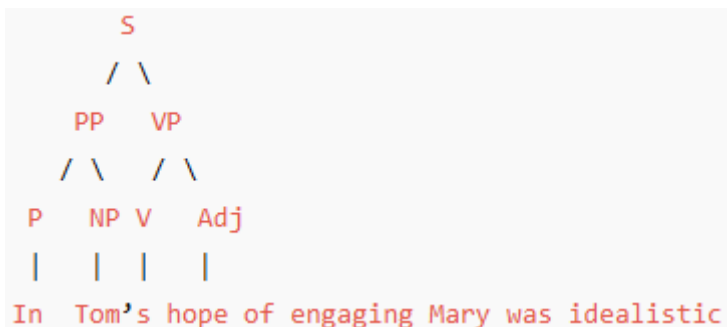 S
/ \
PP VP
/ \ / \
P NP V Adj
| | | |
In Tom’s hope of engaging Mary was idealistic